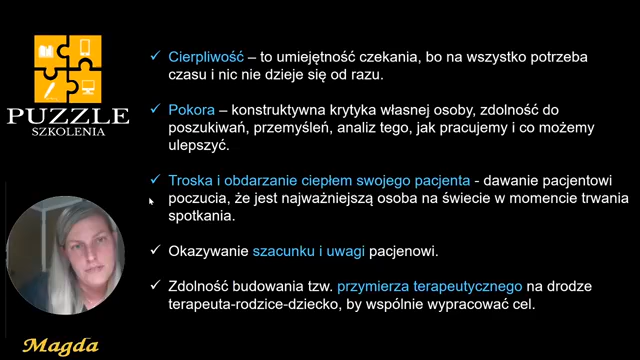 PUZZLE
SZKOLENIA
Cierpliwość – to umiejętność czekania, bo na wszystko potrzeba
czasu i nic nie dzieje się od razu.
Pokora – konstruktywna krytyka własnej osoby, zdolność do
poszukiwań, przemyśleń, analiz tego, jak pracujemy i co możemy
ulepszyć.
Troska i obdarzanie ciepłem swojego pacjenta - dawanie pacjentowi
poczucia, że jest najważniejszą osoba na świecie w momencie trwania
spotkania.
Okazywanie szacunku i uwagi pacjenowi.
Zdolność budowania tzw. przymierza terapeutycznego na drodze
terapeuta-rodzice-dziecko, by wspólnie wypracować cel.
Magda